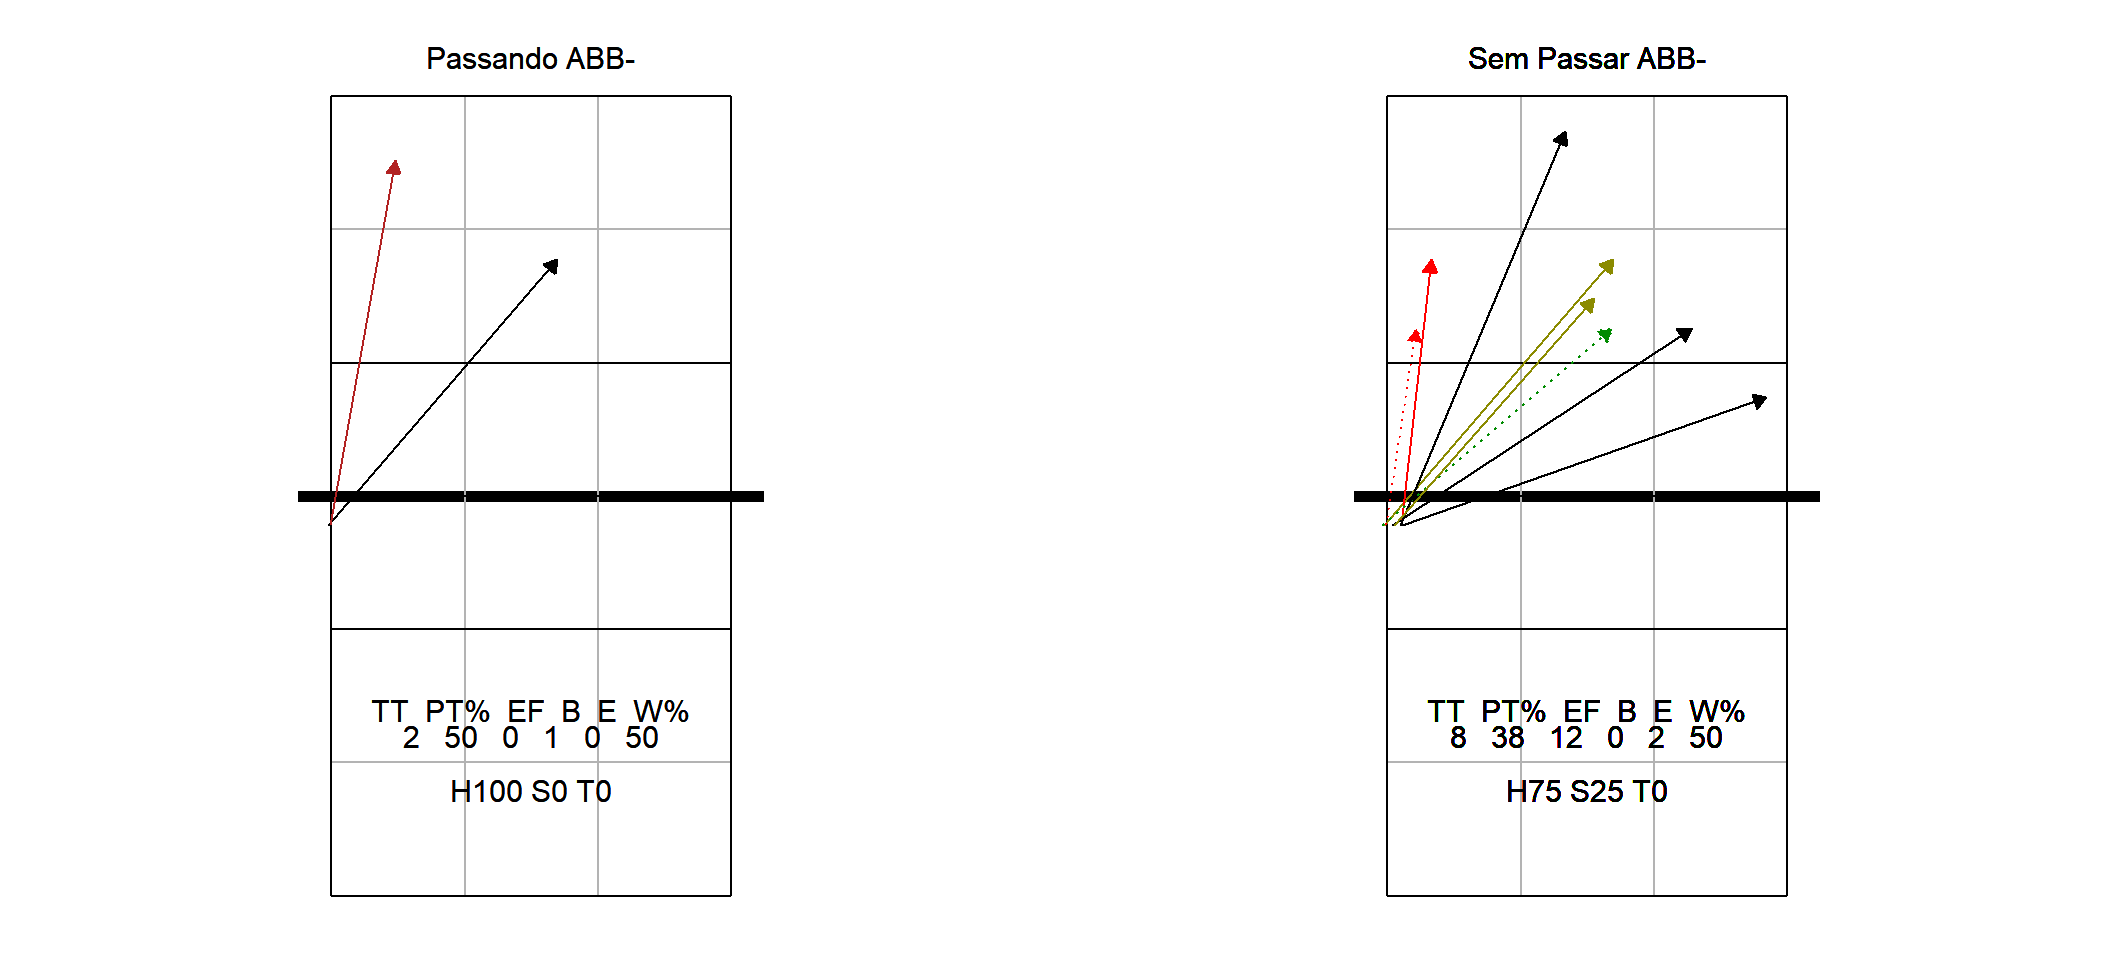 Passando ABB-
TT PT% EF B E W%
2 50 0 1 0 50
H100 S0 T0
Sem Passar ABB-
TT PT% EF B E W%
8 38 12 0 2 50
H75 S25 T0